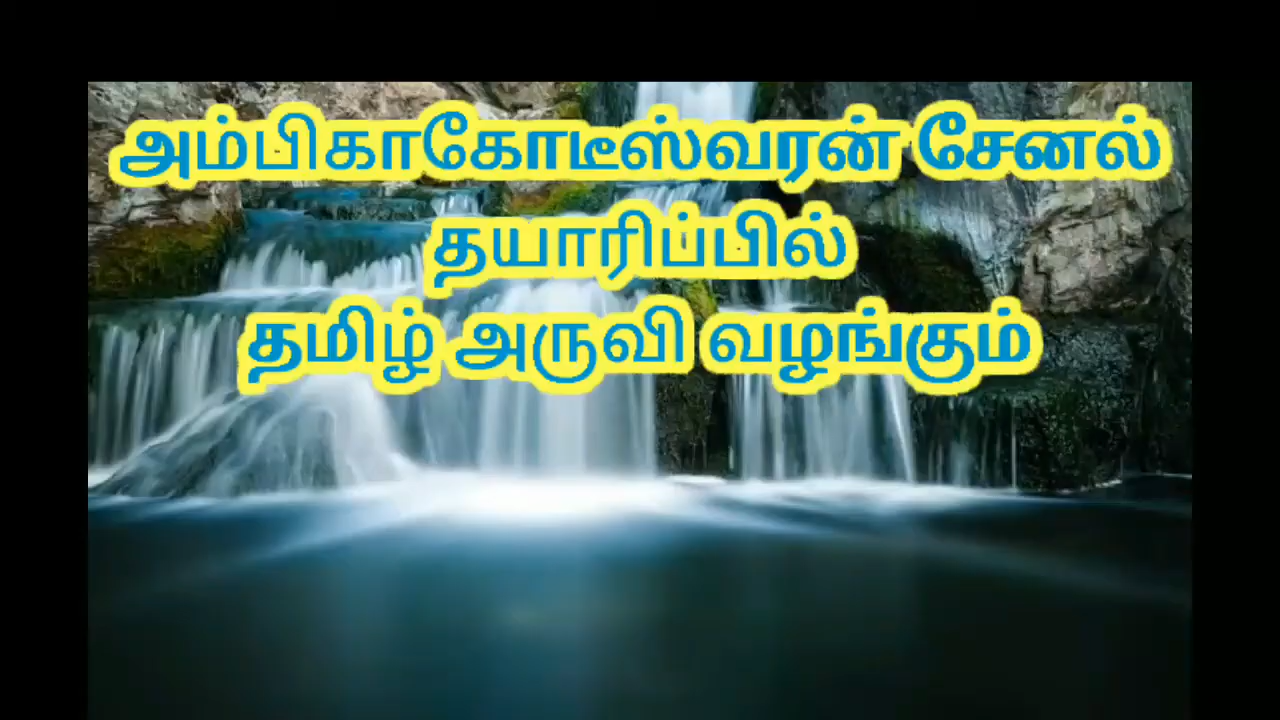 அம்பிகாகோடீஸ்வரன் சேனல்
தயாரிப்பில்
தமிழ் அருவி வழங்கும்